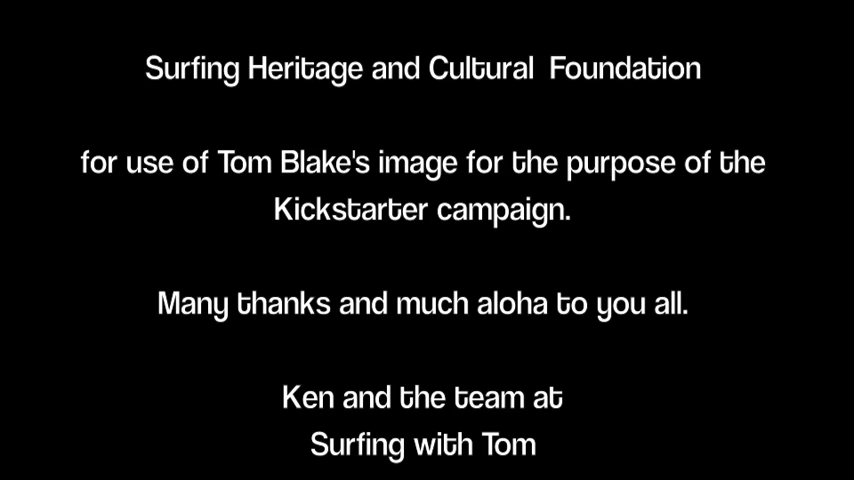 Surfing Heritage and Cultural  Foundation
for use of Tom Blake's image for the purpose of the
Kickstarter campaign.
Many thanks and much aloha to you all.
Ken and the team at
Surfing with Tom